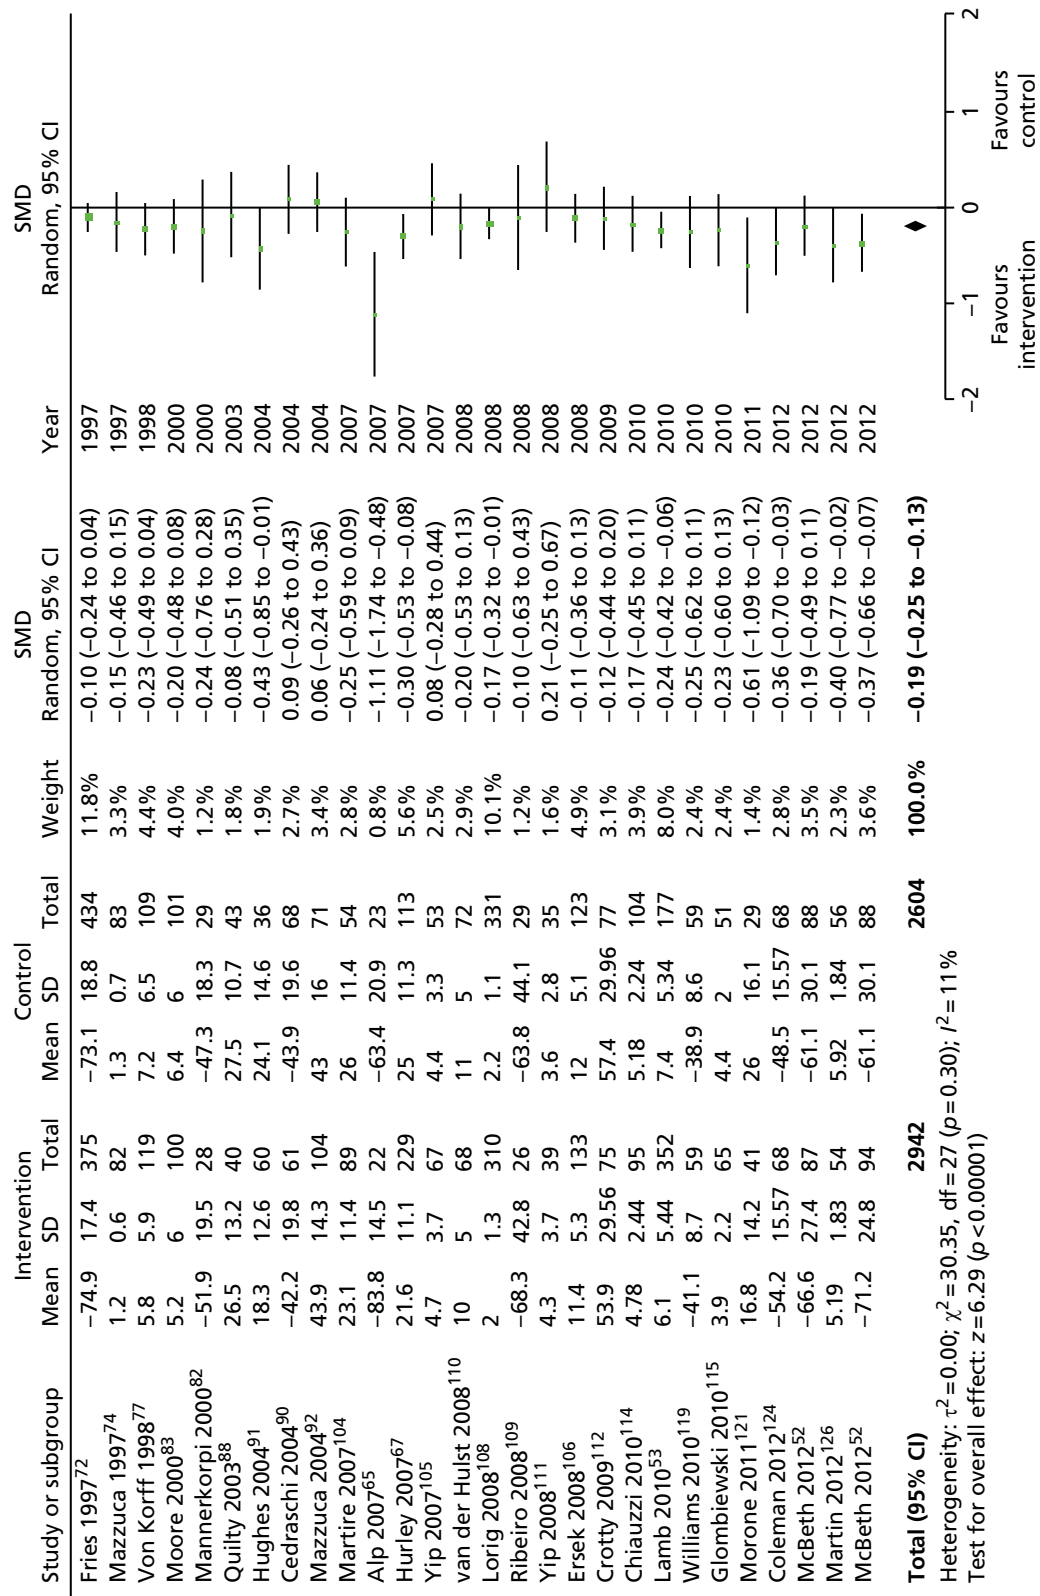 Intervention Control SMD SMD
Study or subgroup Mean SD Total Mean SD Total Weight Random, 95% CI Year Random, 95% CI
Fries 1997⁷² −74.9 17.4 375 −73.1 18.8 434 11.8% −0.10 (−0.24 to 0.04) 1997
Mazzuca 1997⁷⁴ 1.2 0.6 82 1.3 0.7 83 3.3% −0.15 (−0.46 to 0.15) 1997
Von Korff 1998⁷⁷ 5.8 5.9 119 7.2 6.5 109 4.4% −0.23 (−0.49 to 0.04) 1998
Moore 2000⁸³ 5.2 6 100 6.4 6 101 4.0% −0.20 (−0.48 to 0.08) 2000
Mannerkorpi 2000⁸² −51.9 19.5 28 −47.3 18.3 29 1.2% −0.24 (−0.76 to 0.28) 2000
Quilty 2003⁸⁸ 26.5 13.2 40 27.5 10.7 43 1.8% −0.08 (−0.51 to 0.35) 2003
Hughes 2004⁹¹ 18.3 12.6 60 24.1 14.6 36 1.9% −0.43 (−0.85 to −0.01) 2004
Cedraschi 2004⁹⁰ −42.2 19.8 61 −43.9 19.6 68 2.7% 0.09 (−0.26 to 0.43) 2004
Mazzuca 2004⁹² 43.9 14.3 104 43 16 71 3.4% 0.06 (−0.24 to 0.36) 2004
Martire 2007¹⁰⁴ 23.1 11.4 89 26 11.4 54 2.8% −0.25 (−0.59 to 0.09) 2007
Alp 2007⁶⁵ −83.8 14.5 22 −63.4 20.9 23 0.8% −1.11 (−1.74 to −0.48) 2007
Hurley 2007⁶⁷ 21.6 11.1 229 25 11.3 113 5.6% −0.30 (−0.53 to −0.08) 2007
Yip 2007¹⁰⁵ 4.7 3.7 67 4.4 3.3 53 2.5% 0.08 (−0.28 to 0.44) 2007
van der Hulst 2008¹¹⁰ 10 5 68 11 5 72 2.9% −0.20 (−0.53 to 0.13) 2008
Lorig 2008¹⁰⁸ 2 1.3 310 2.2 1.1 331 10.1% −0.17 (−0.32 to −0.01) 2008
Ribeiro 2008¹⁰⁹ −68.3 42.8 26 −63.8 44.1 29 1.2% −0.10 (−0.63 to 0.43) 2008
Yip 2008¹¹¹ 4.3 3.7 39 3.6 2.8 35 1.6% 0.21 (−0.25 to 0.67) 2008
Ersek 2008¹⁰⁶ 11.4 5.3 133 12 5.1 123 4.9% −0.11 (−0.36 to 0.13) 2008
Crotty 2009¹¹² 53.9 29.56 75 57.4 29.96 77 3.1% −0.12 (−0.44 to 0.20) 2009
Chiauzzi 2010¹¹⁴ 4.78 2.44 95 5.18 2.24 104 3.9% −0.17 (−0.45 to 0.11) 2010
Lamb 2010⁵³ 6.1 5.44 352 7.4 5.34 177 8.0% −0.24 (−0.42 to −0.06) 2010
Williams 2010¹¹⁹ −41.1 8.7 59 −38.9 8.6 59 2.4% −0.25 (−0.62 to 0.11) 2010
Glombiewski 2010¹¹⁵ 3.9 2.2 65 4.4 2 51 2.4% −0.23 (−0.60 to 0.13) 2010
Morone 2011¹²¹ 16.8 14.2 41 26 16.1 29 1.4% −0.61 (−1.09 to −0.12) 2011
Coleman 2012¹²⁴ −54.2 15.57 68 −48.5 15.57 68 2.8% −0.36 (−0.70 to −0.03) 2012
McBeth 2012⁵² −66.6 27.4 87 −61.1 30.1 88 3.5% −0.19 (−0.49 to 0.11) 2012
Martin 2012¹²⁶ 5.19 1.83 54 5.92 1.84 56 2.3% −0.40 (−0.77 to −0.02) 2012
McBeth 2012⁵² −71.2 24.8 94 −61.1 30.1 88 3.6% −0.37 (−0.66 to −0.07) 2012
Total (95% CI) 2942 2604 100.0% −0.19 (−0.25 to −0.13)
Heterogeneity: τ²=0.00; χ²=30.35, df=27 (p=0.30); I²=11%
Test for overall effect: z=6.29 (p<0.00001)
−2 −1 0 1 2
Favours intervention
Favours control